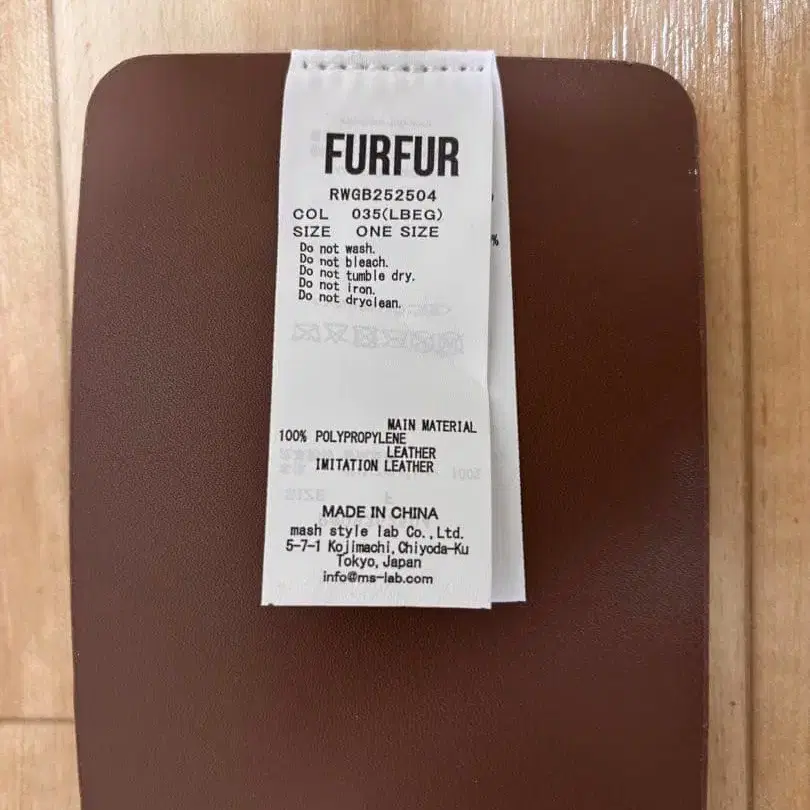 FURFUR
RWGB252504
COL 035(LBEG)
SIZE ONE SIZE
Do not wash.
Do not bleach.
Do not tumble dry.
Do not iron.
Do not dryclean.
MAIN MATERIAL
100% POLYPROPYLENE
LEATHER
IMITATION LEATHER
MADE IN CHINA
mash style lab Co.,Ltd.
5-7-1 Kojimachi,Chiyoda-Ku
Tokyo,Japan
info@ms-lab.com
%